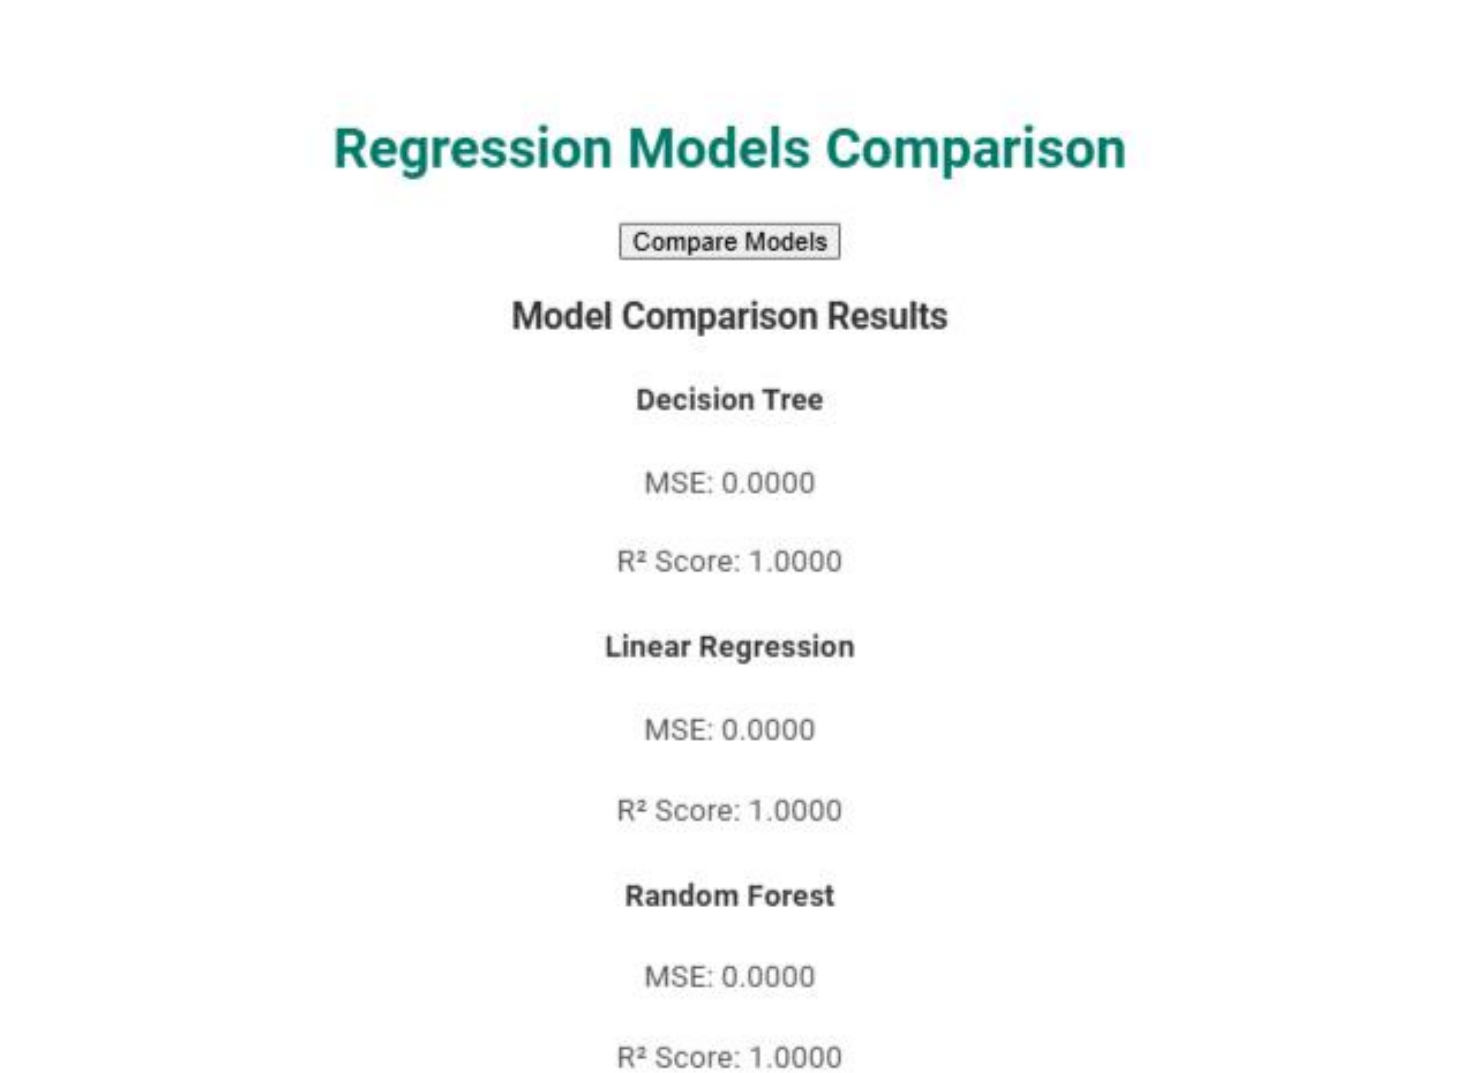 Regression Models Comparison
Compare Models
Model Comparison Results
Decision Tree
MSE: 0.0000
R² Score: 1.0000
Linear Regression
MSE: 0.0000
R² Score: 1.0000
Random Forest
MSE: 0.0000
R² Score: 1.0000